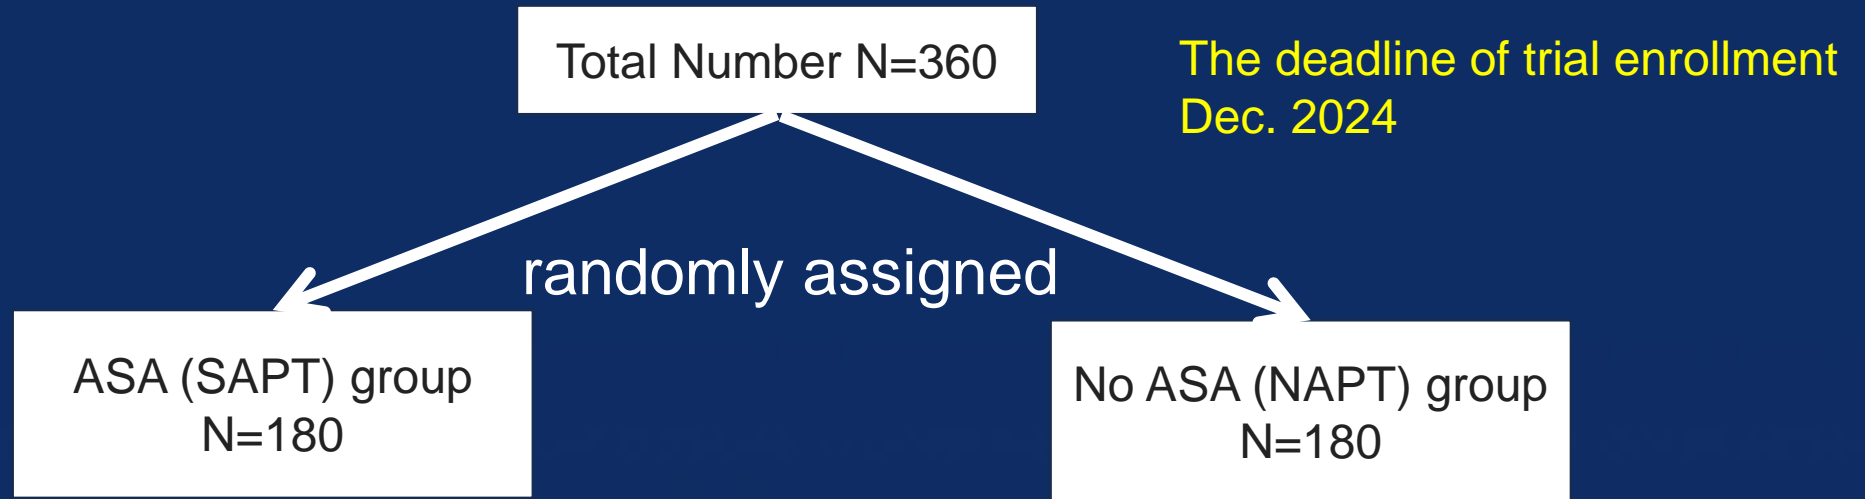 Total Number N=360
The deadline of trial enrollment
Dec. 2024
randomly assigned
ASA (SAPT) group
N=180
No ASA (NAPT) group
N=180